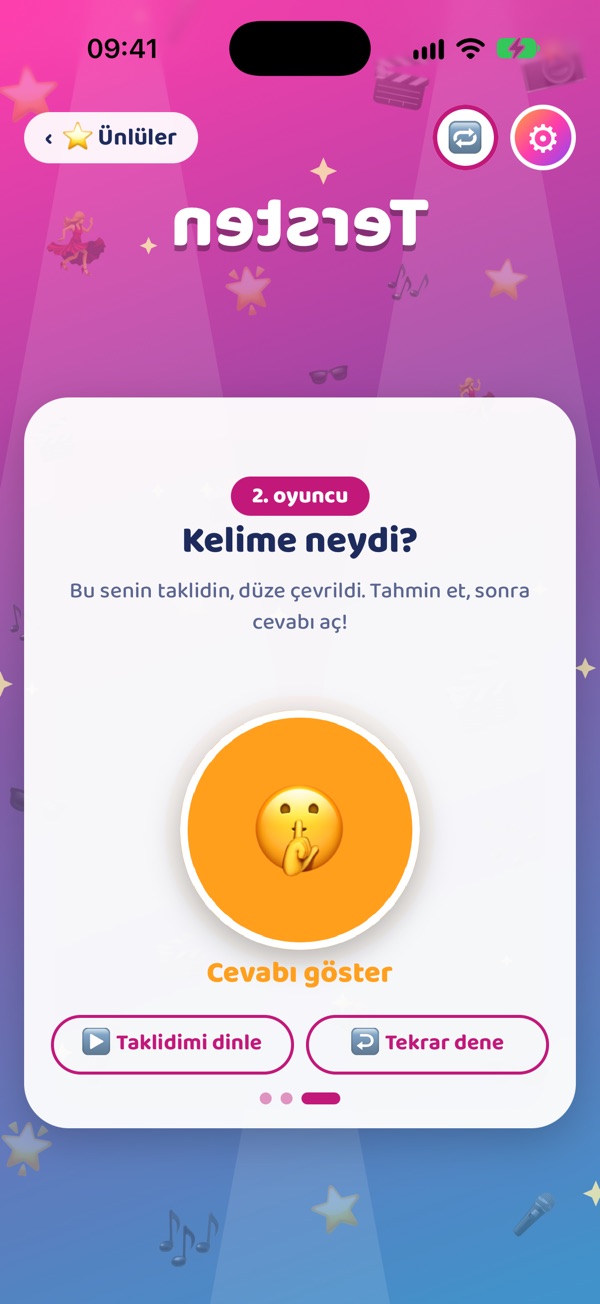 09:41
‹ ⭐ Ünlüler
Tersten
2. oyuncu
Kelime neydi?
Bu senin taklidin, düze çevrildi. Tahmin et, sonra
cevabı aç!
Cevabı göster
Taklidimi dinle
Tekrar dene